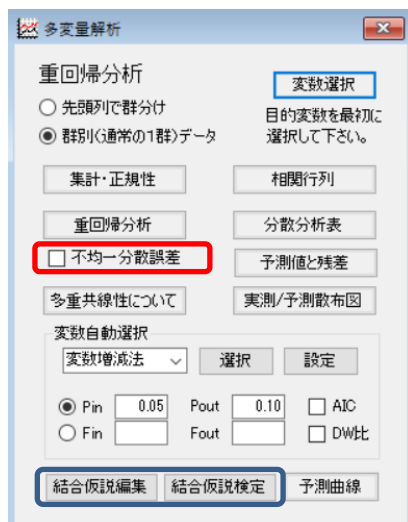 多変量解析
重回帰分析
変数選択
先頭列で群分け
群別(通常の1群)データ
目的変数を最初に
選択して下さい。
集計・正規性
相関行列
重回帰分析
分散分析表
不均一分散誤差
予測値と残差
多重共線性について
実測/予測散布図
変数自動選択
変数増減法
選択
設定
Pin 0.05 Pout 0.10 AIC
Fin Fout DW比
結合仮説編集 結合仮説検定 予測曲線